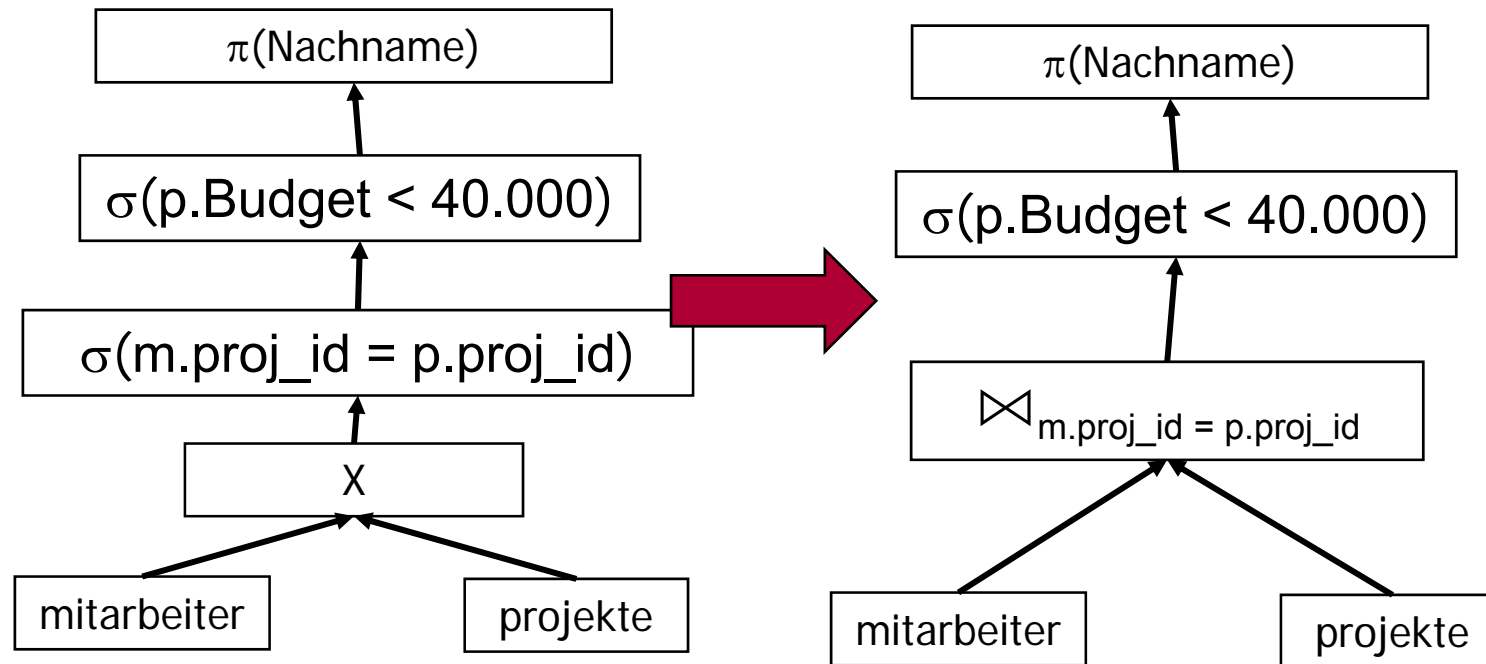 π(Nachname)
σ(p.Budget < 40.000)
σ(m.proj_id = p.proj_id)
X
mitarbeiter
projekte
π(Nachname)
σ(p.Budget < 40.000)
⋈ m.proj_id = p.proj_id
mitarbeiter
projekte